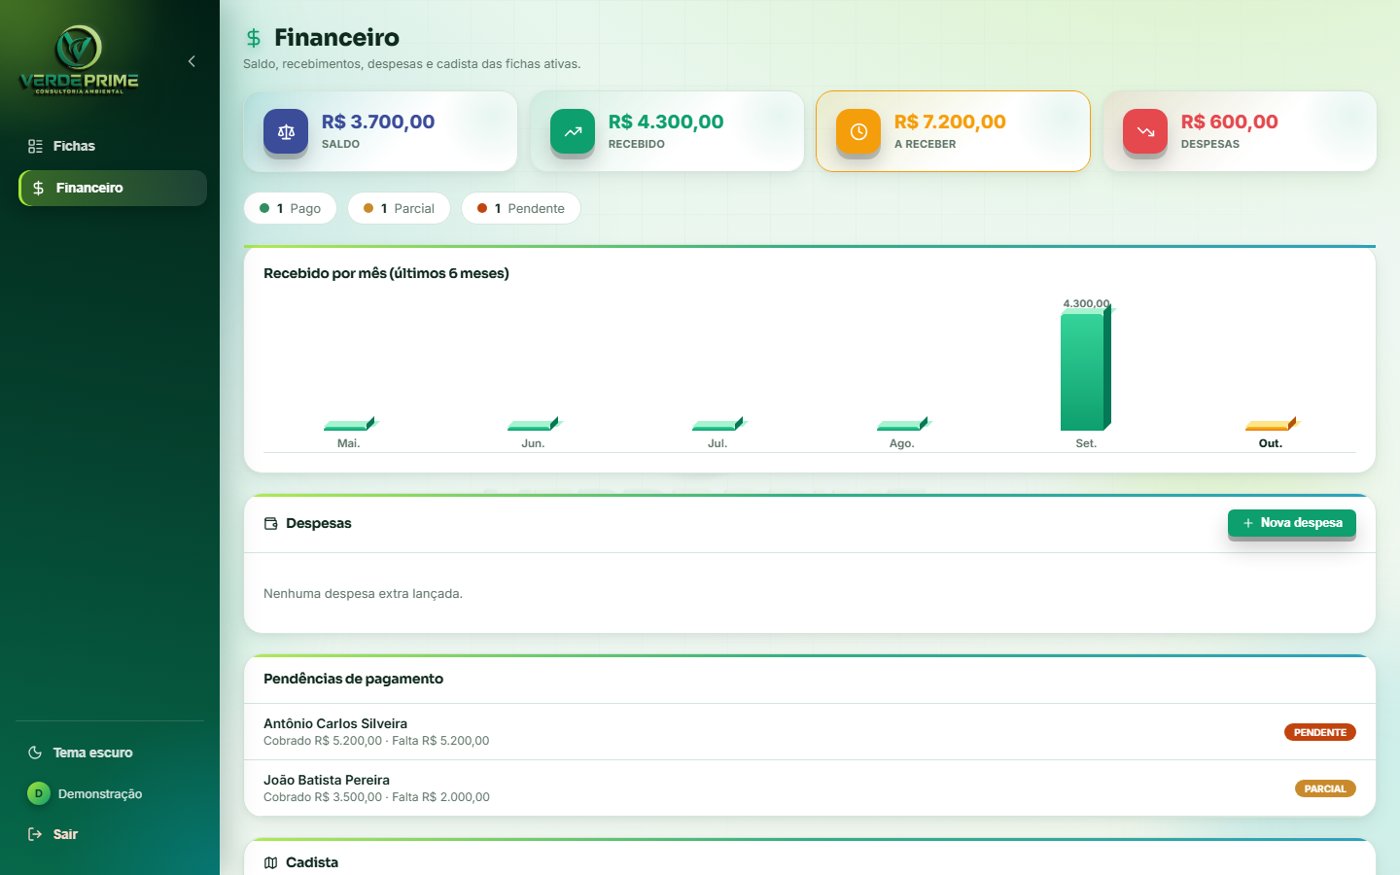 VERDE PRIME
CONSULTORIA AMBIENTAL
Fichas
Financeiro
Tema escuro
D Demonstração
Sair
Financeiro
Saldo, recebimentos, despesas e cadista das fichas ativas.
R$ 3.700,00
SALDO
R$ 4.300,00
RECEBIDO
R$ 7.200,00
A RECEBER
R$ 600,00
DESPESAS
1 Pago
1 Parcial
1 Pendente
Recebido por mês (últimos 6 meses)
4.300,00
Mai. Jun. Jul. Ago. Set. Out.
Despesas
+ Nova despesa
Nenhuma despesa extra lançada.
Pendências de pagamento
Antônio Carlos Silveira
Cobrado R$ 5.200,00 · Falta R$ 5.200,00
PENDENTE
João Batista Pereira
Cobrado R$ 3.500,00 · Falta R$ 2.000,00
PARCIAL
Cadista